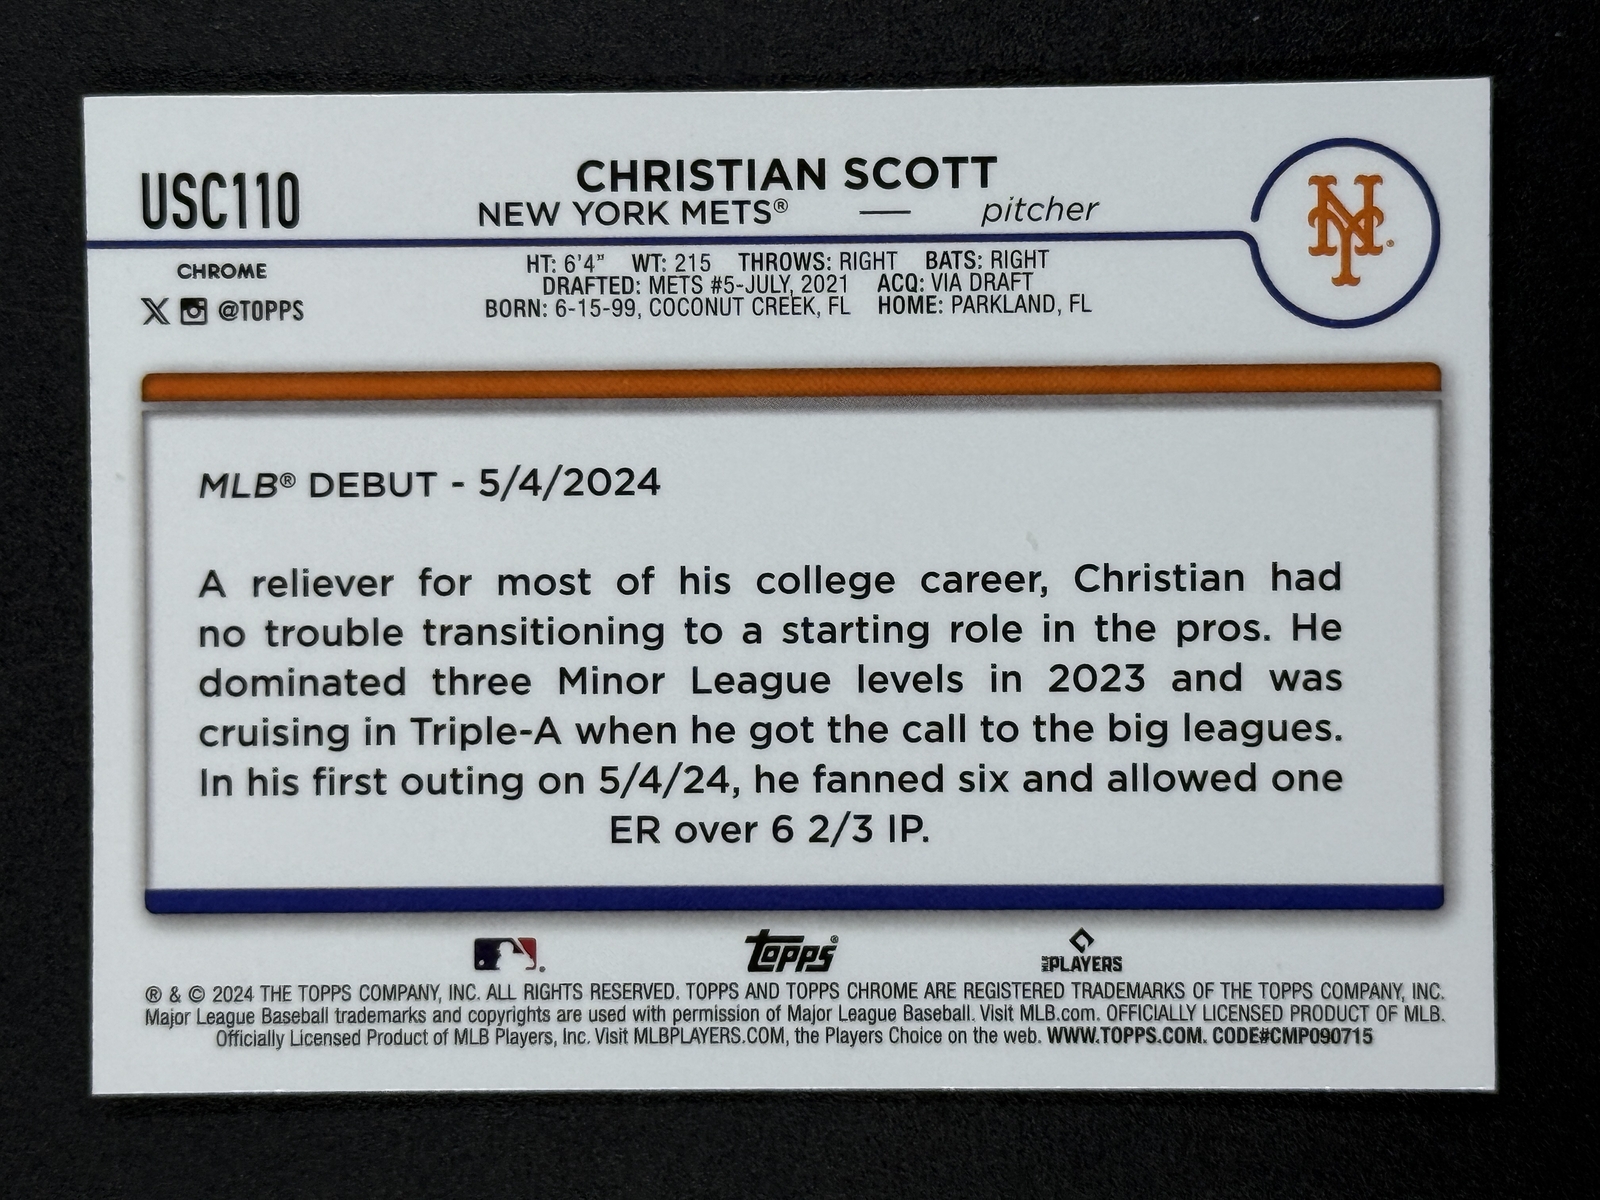 USC110
CHRISTIAN SCOTT
NEW YORK METS® — pitcher
NY
CHROME
@TOPPS
HT: 6'4" WT: 215 THROWS: RIGHT BATS: RIGHT
DRAFTED: METS #5-JULY, 2021 ACQ: VIA DRAFT
BORN: 6-15-99, COCONUT CREEK, FL HOME: PARKLAND, FL
MLB® DEBUT - 5/4/2024
A reliever for most of his college career, Christian had
no trouble transitioning to a starting role in the pros. He
dominated three Minor League levels in 2023 and was
cruising in Triple-A when he got the call to the big leagues.
In his first outing on 5/4/24, he fanned six and allowed one
ER over 6 2/3 IP.
Topps® MLB PLAYERS
® & © 2024 THE TOPPS COMPANY, INC. ALL RIGHTS RESERVED. TOPPS AND TOPPS CHROME ARE REGISTERED TRADEMARKS OF THE TOPPS COMPANY, INC.
Major League Baseball trademarks and copyrights are used with permission of Major League Baseball. Visit MLB.com. OFFICIALLY LICENSED PRODUCT OF MLB.
Officially Licensed Product of MLB Players, Inc. Visit MLBPLAYERS.COM, the Players Choice on the web. WWW.TOPPS.COM. CODE#CMP090715